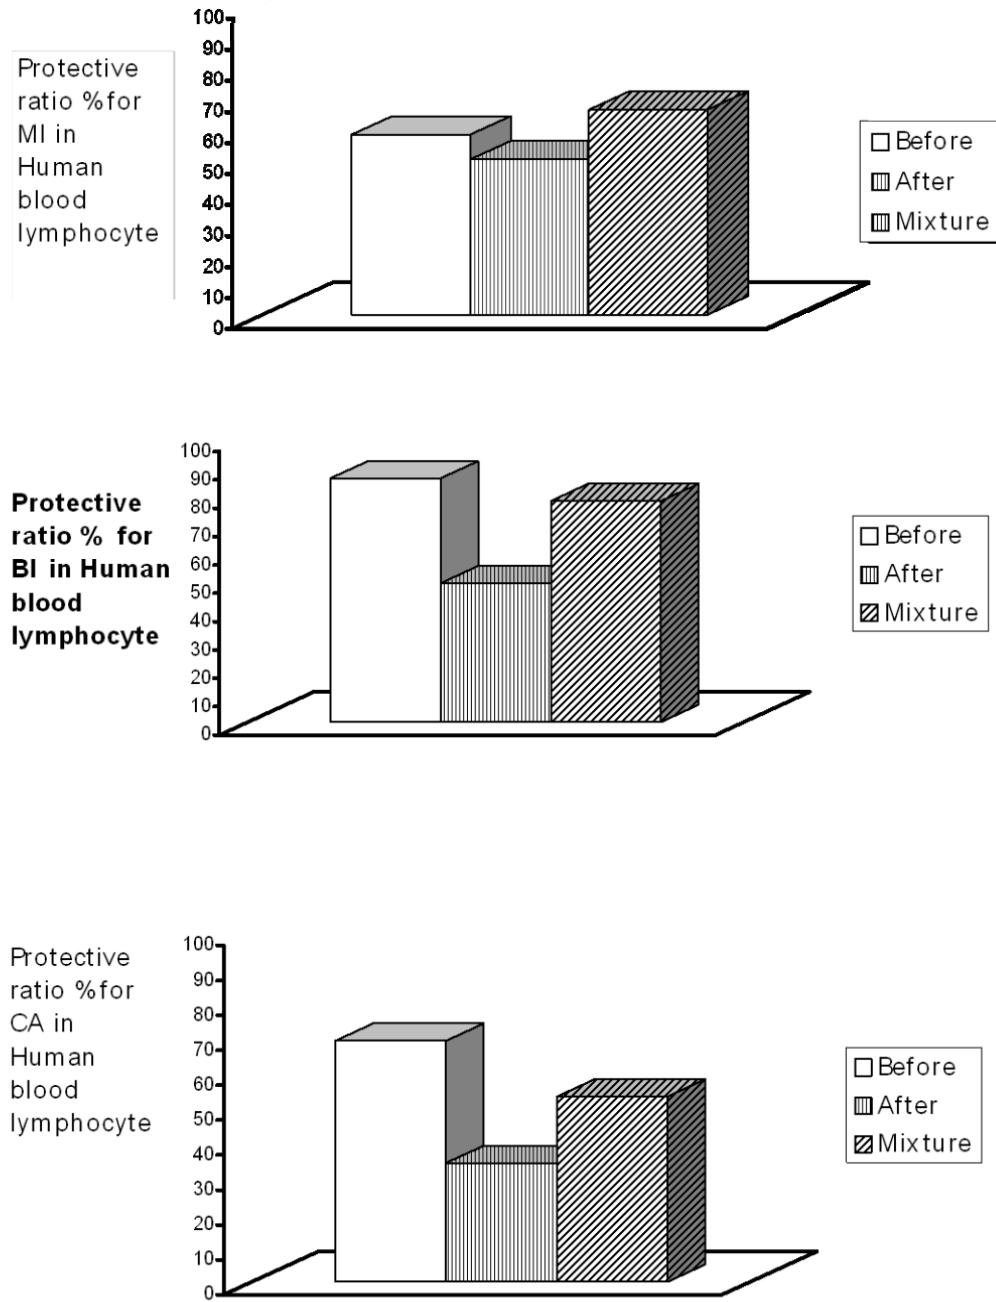 100
90
80
70
60
50
40
30
20
10
0
Protective
ratio %for
MI in
Human
blood
lymphocyte
Before
After
Mixture
100
90
80
70
60
50
40
30
20
10
0
Protective
ratio % for
BI in Human
blood
lymphocyte
Before
After
Mixture
100
90
80
70
60
50
40
30
20
10
0
Protective
ratio %for
CA in
Human
blood
lymphocyte
Before
After
Mixture